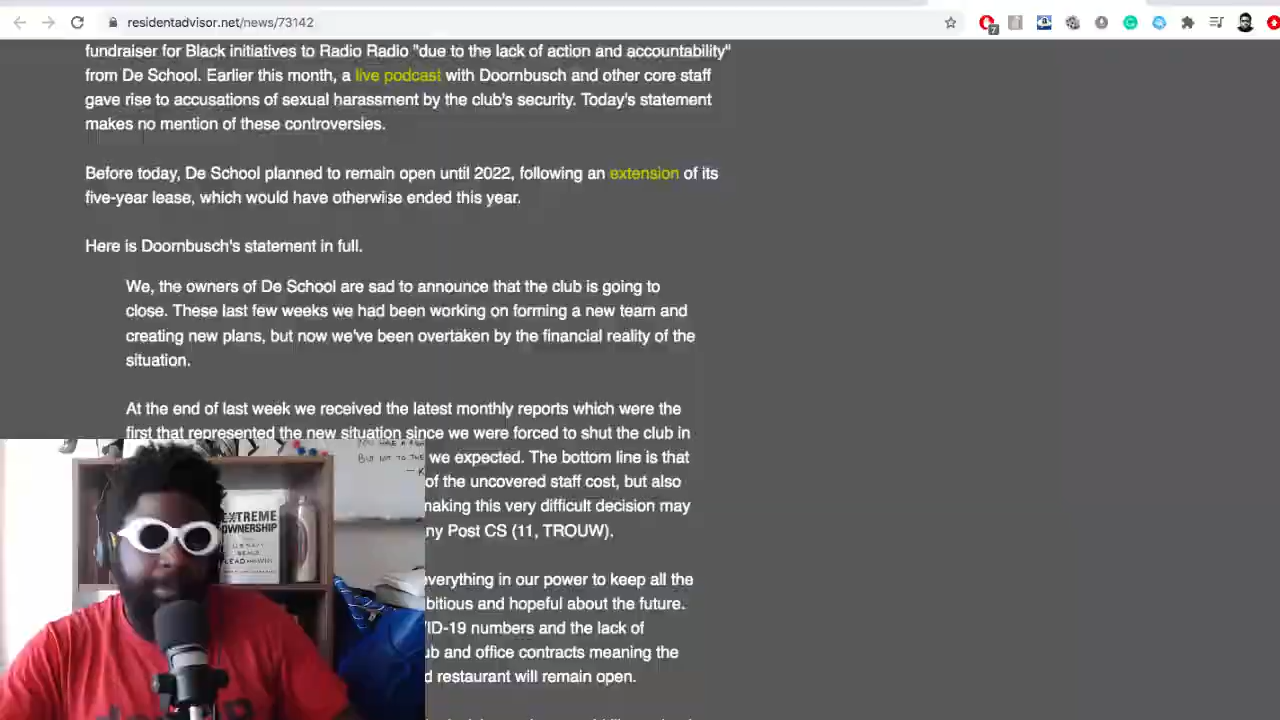 residentadvisor.net/news/73142
7
fundraiser for Black initiatives to Radio Radio "due to the lack of action and accountability"
from De School. Earlier this month, a live podcast with Doornbusch and other core staff
gave rise to accusations of sexual harassment by the club's security. Today's statement
makes no mention of these controversies.
Before today, De School planned to remain open until 2022, following an extension of its
five-year lease, which would have otherwise ended this year.
Here is Doornbusch's statement in full.
We, the owners of De School are sad to announce that the club is going to
close. These last few weeks we had been working on forming a new team and
creating new plans, but now we've been overtaken by the financial reality of the
situation.
At the end of last week we received the latest monthly reports which were the
first that represented the new situation since we were forced to shut the club in
we expected. The bottom line is that
of the uncovered staff cost, but also
making this very difficult decision may
ny Post CS (11, TROUW).
everything in our power to keep all the
bitious and hopeful about the future.
VID-19 numbers and the lack of
ub and office contracts meaning the
d restaurant will remain open.
YOU HAVE A
BUT NOT TO THE
EXTREME
OWNERSHIP